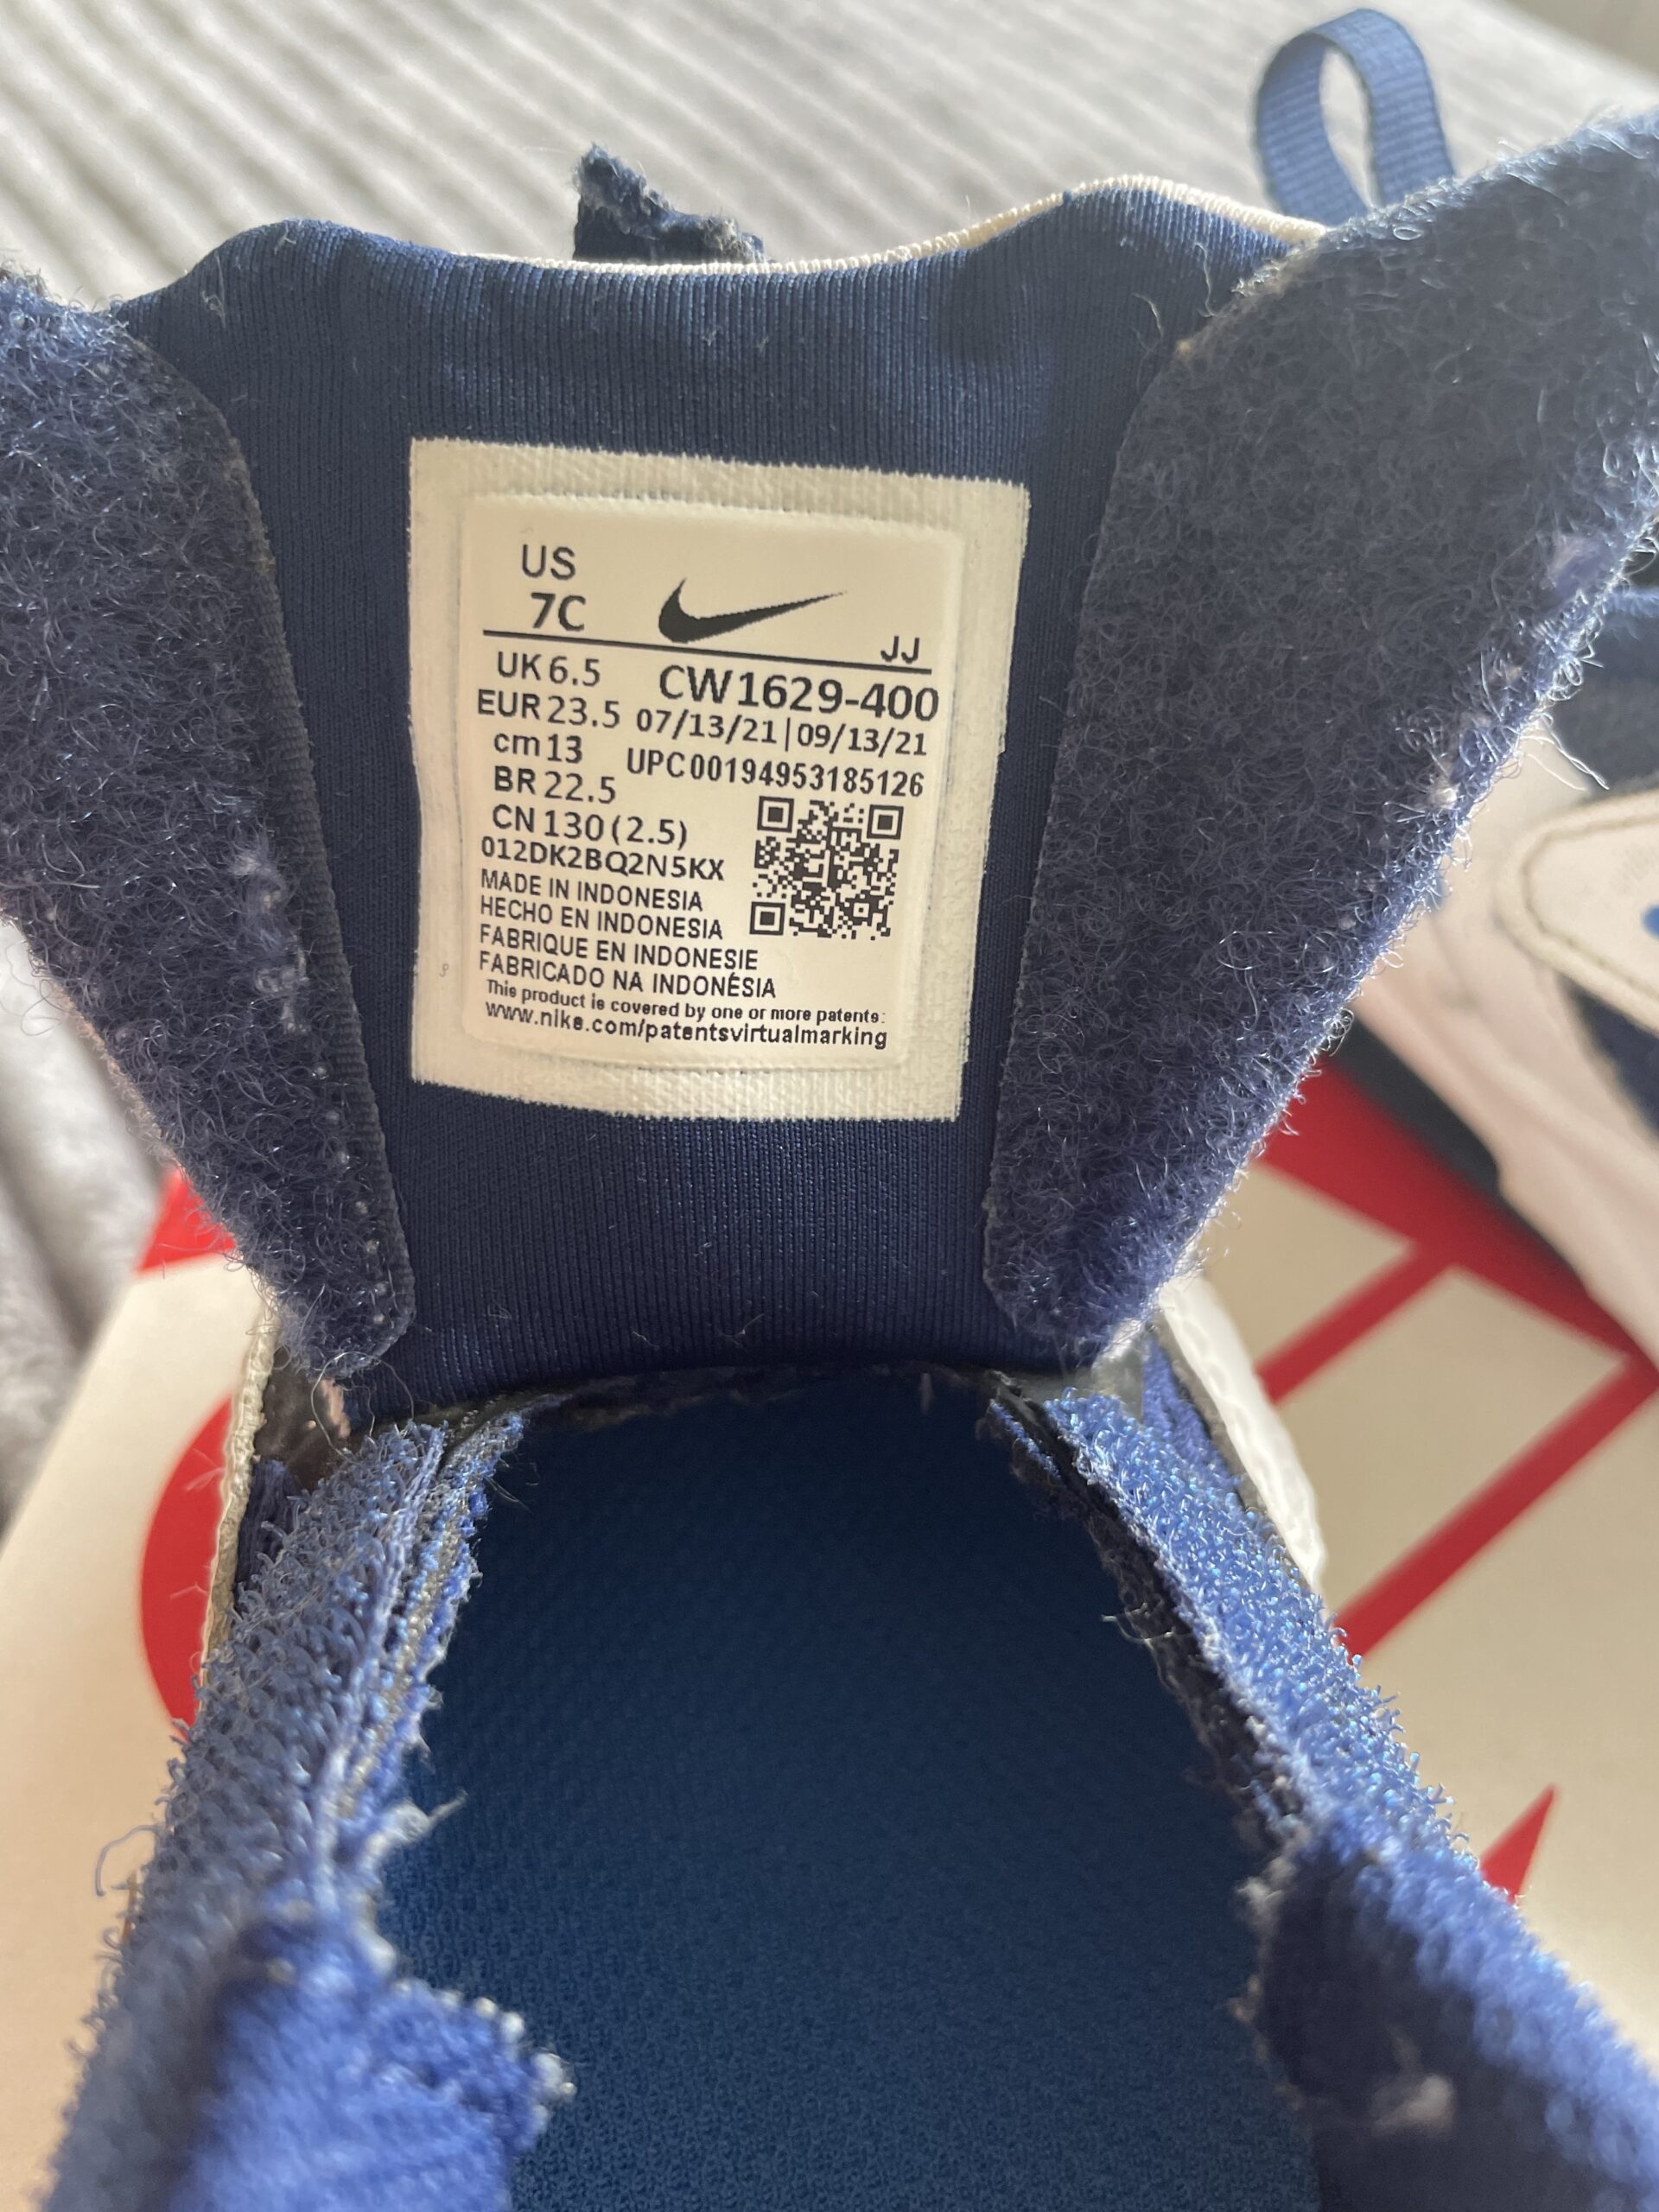 US
7C
JJ
UK 6.5
CW1629-400
EUR 23.5
07/13/21|09/13/21
cm 13
UPC00194953185126
BR 22.5
CN 130 (2.5)
012DK2BQ2N5KX
MADE IN INDONESIA
HECHO EN INDONESIA
FABRIQUE EN INDONESIE
FABRICADO NA INDONÉSIA
This product is covered by one or more patents:
www.nike.com/patentsvirtualmarking